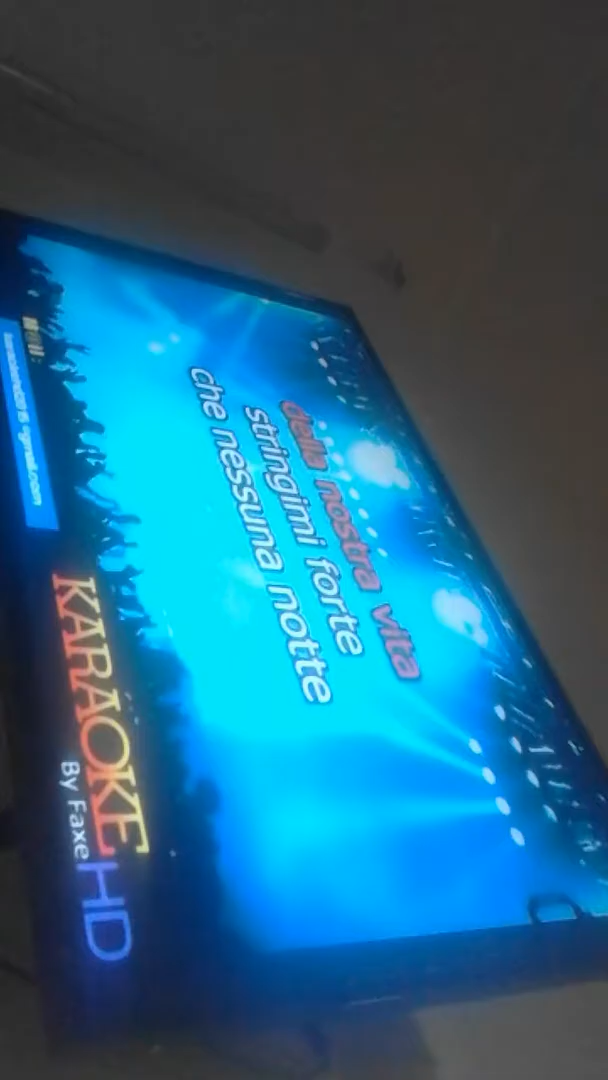 della nostra vita
stringimi forte
che nessuna notte
KARAOKE HD
By Faxe